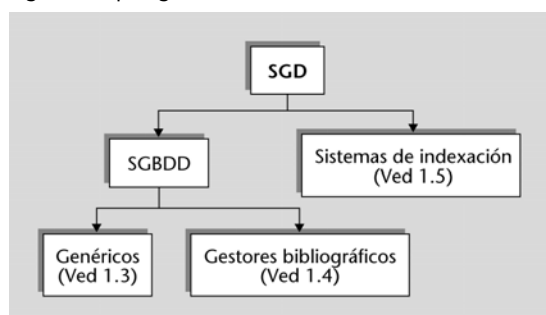 SGD
SGBDD
Sistemas de indexación
(Ved 1.5)
Genéricos
(Ved 1.3)
Gestores bibliográficos
(Ved 1.4)